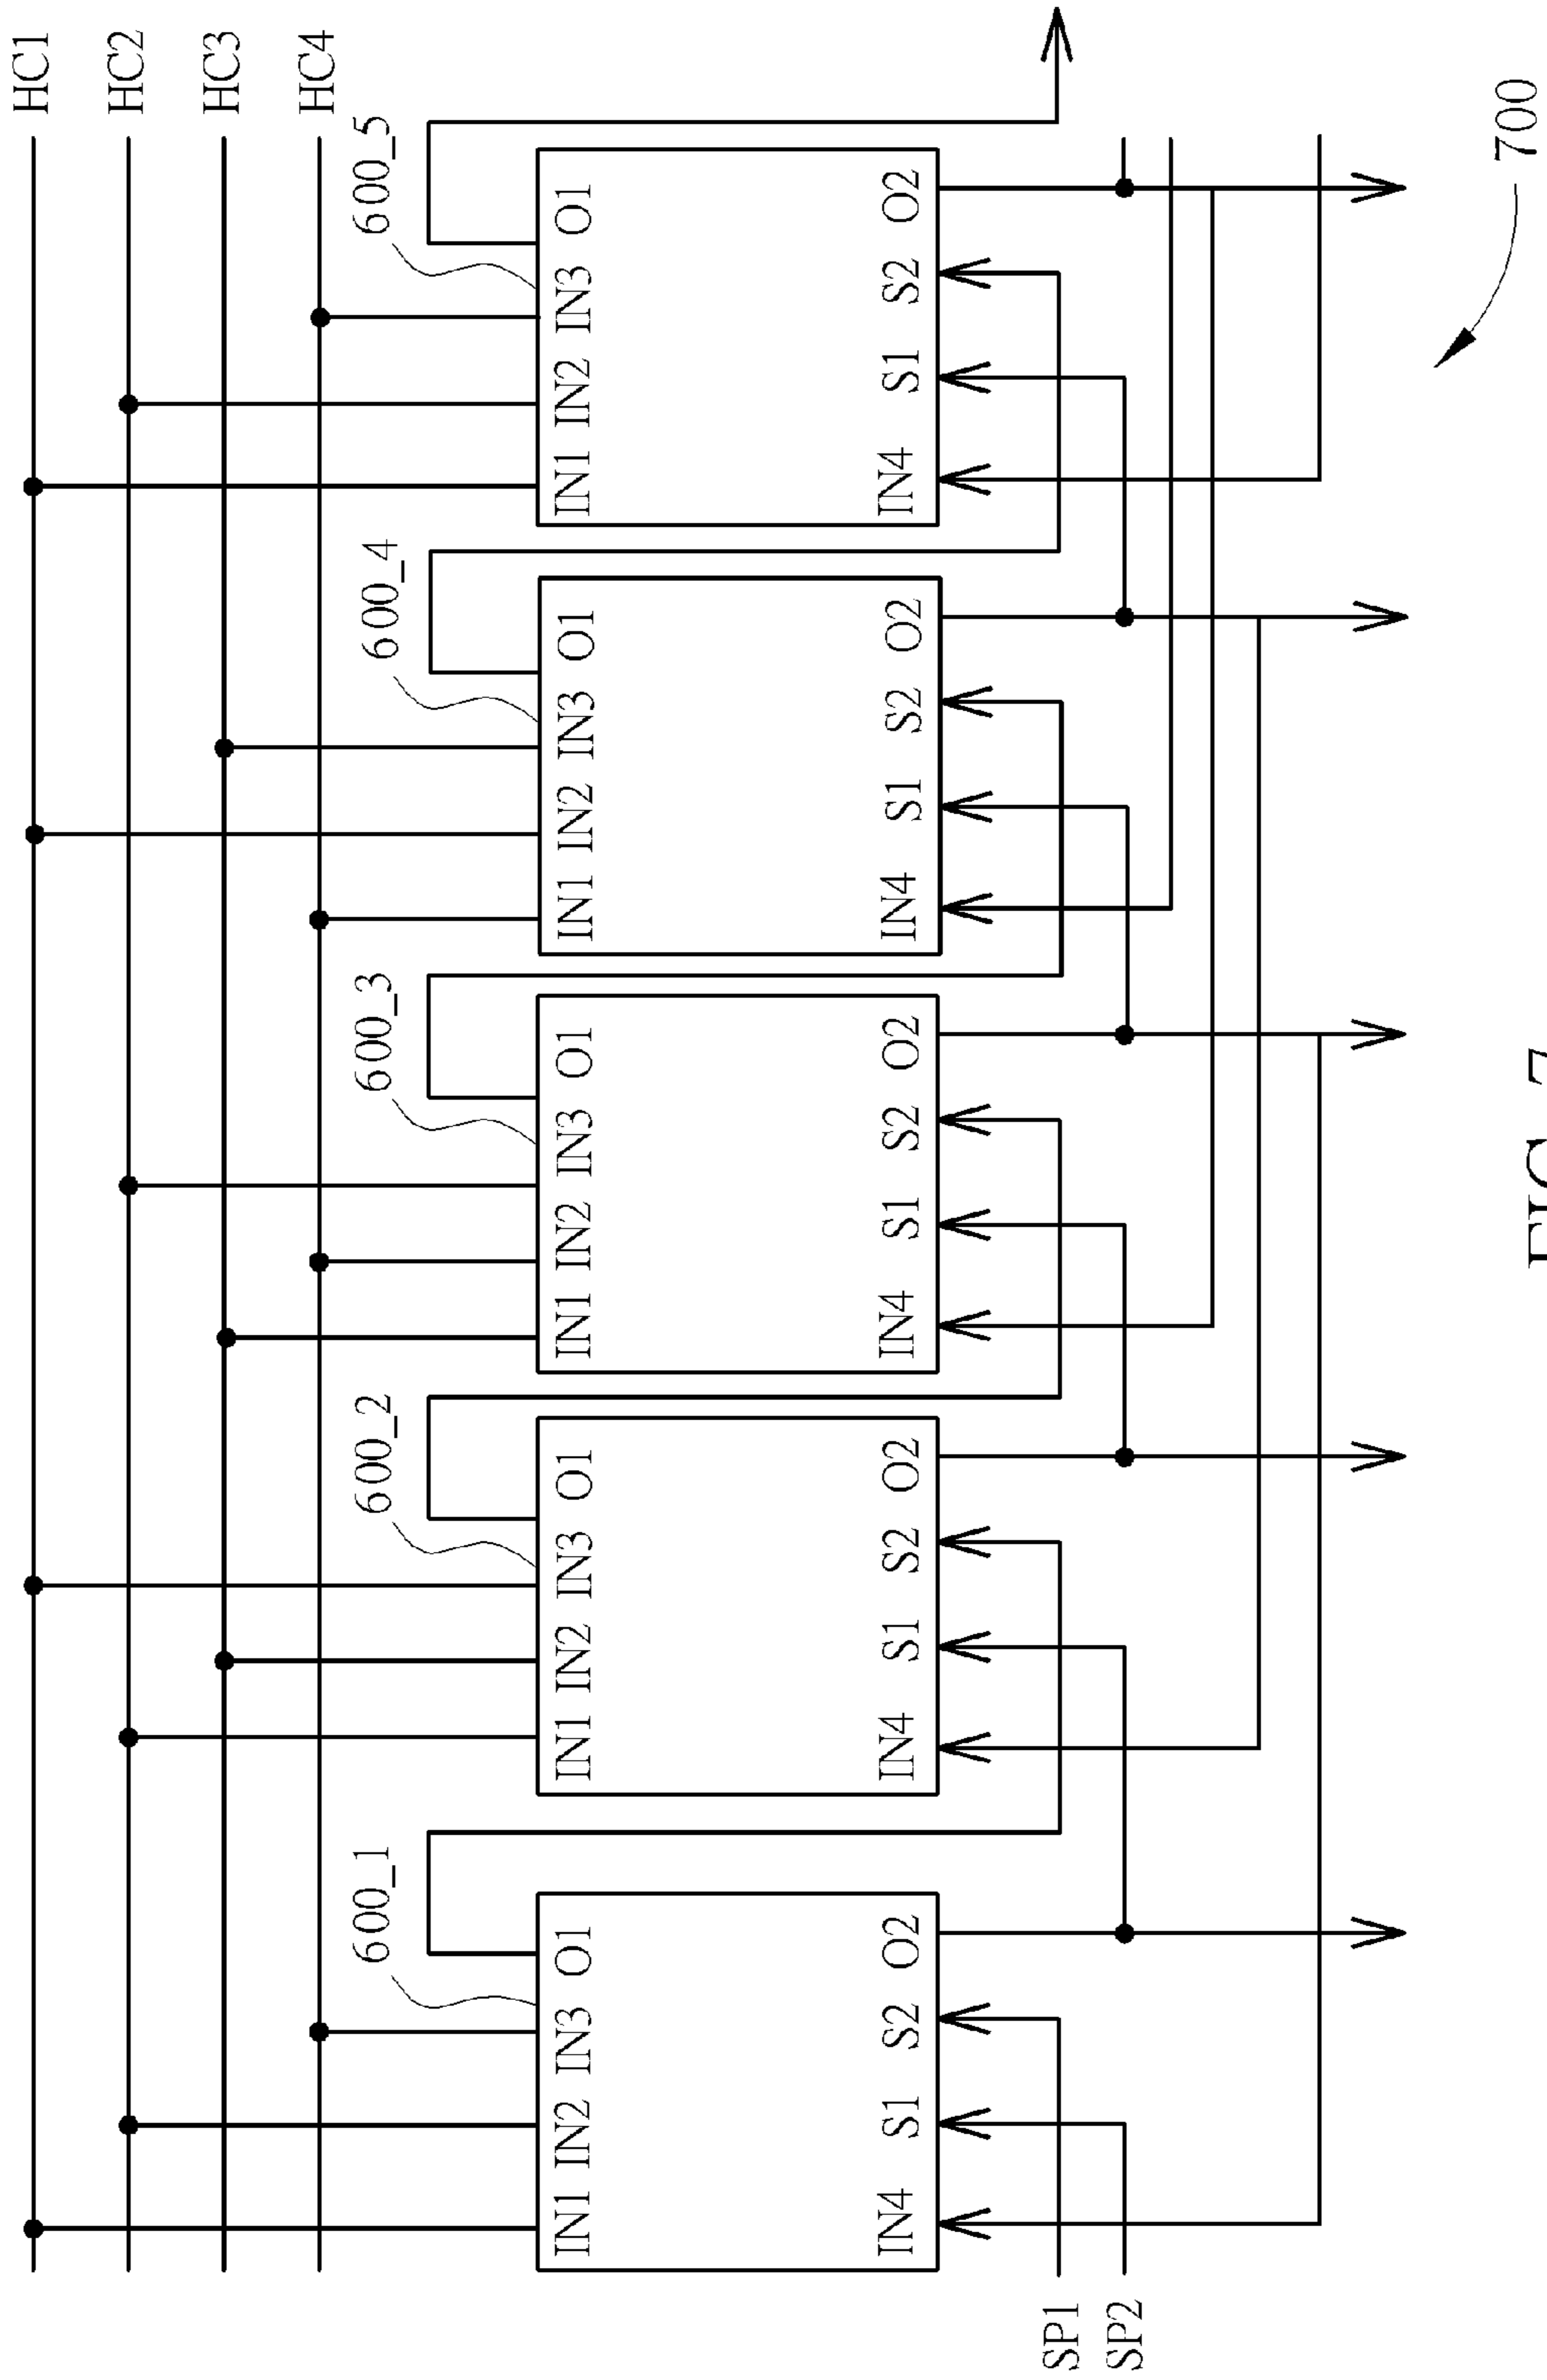 HC1
HC2
HC3
HC4
600_1
600_2
600_3
600_4
600_5
IN1 IN2 IN3 O1
IN1 IN2 IN3 O1
IN1 IN2 IN3 O1
IN1 IN2 IN3 O1
IN1 IN2 IN3 O1
IN4 S1 S2 O2
IN4 S1 S2 O2
IN4 S1 S2 O2
IN4 S1 S2 O2
IN4 S1 S2 O2
SP1
SP2
700
FIG. 7